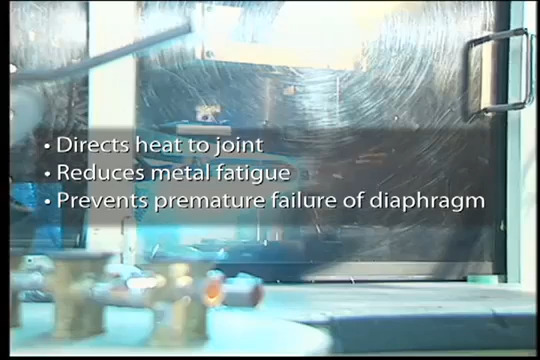 • Directs heat to joint
• Reduces metal fatigue
• Prevents premature failure of diaphragm